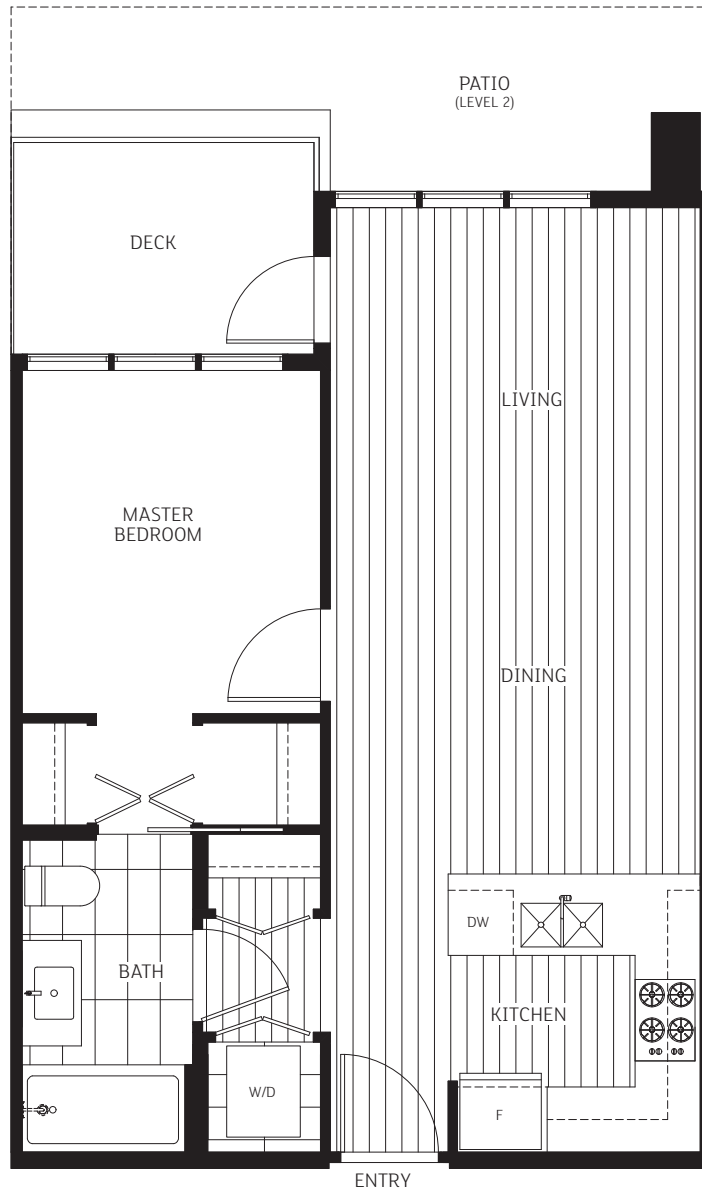 PATIO
(LEVEL 2)
DECK
LIVING
MASTER
BEDROOM
DINING
DW
BATH
KITCHEN
W/D
F
ENTRY